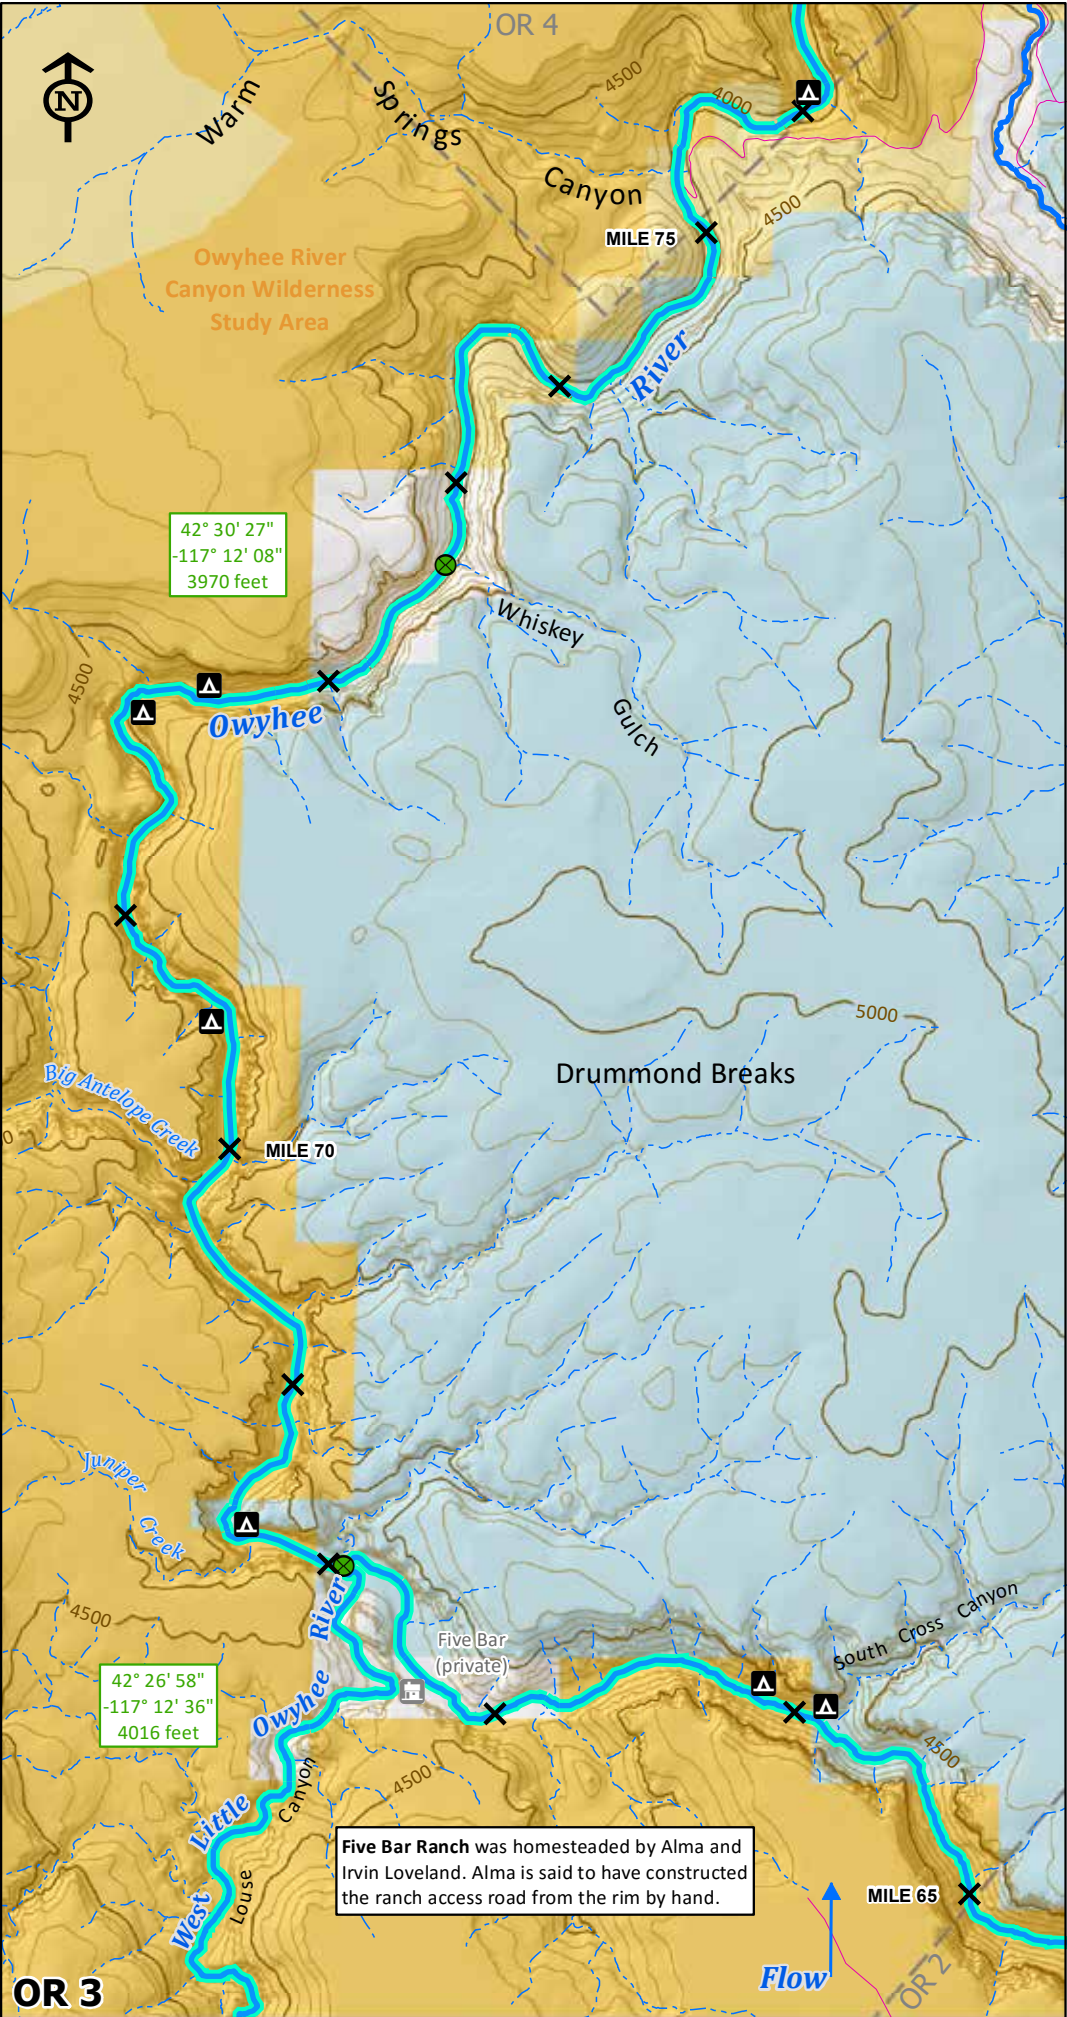 OR 4
N
Warm
Springs
Canyon
4500
4000
4500
MILE 75
Owyhee River
Canyon Wilderness
Study Area
River
42° 30' 27"
-117° 12' 08"
3970 feet
Whiskey
Gulch
4500
Owyhee
5000
Drummond Breaks
Big Antelope Creek
MILE 70
Juniper
Creek
4500
River
Five Bar
(private)
South Cross Canyon
42° 26' 58"
-117° 12' 36"
4016 feet
Owyhee
4500
4500
Canyon
Little
Louse
West
Five Bar Ranch was homesteaded by Alma and
Irvin Loveland. Alma is said to have constructed
the ranch access road from the rim by hand.
MILE 65
Flow
OR 2
OR 3